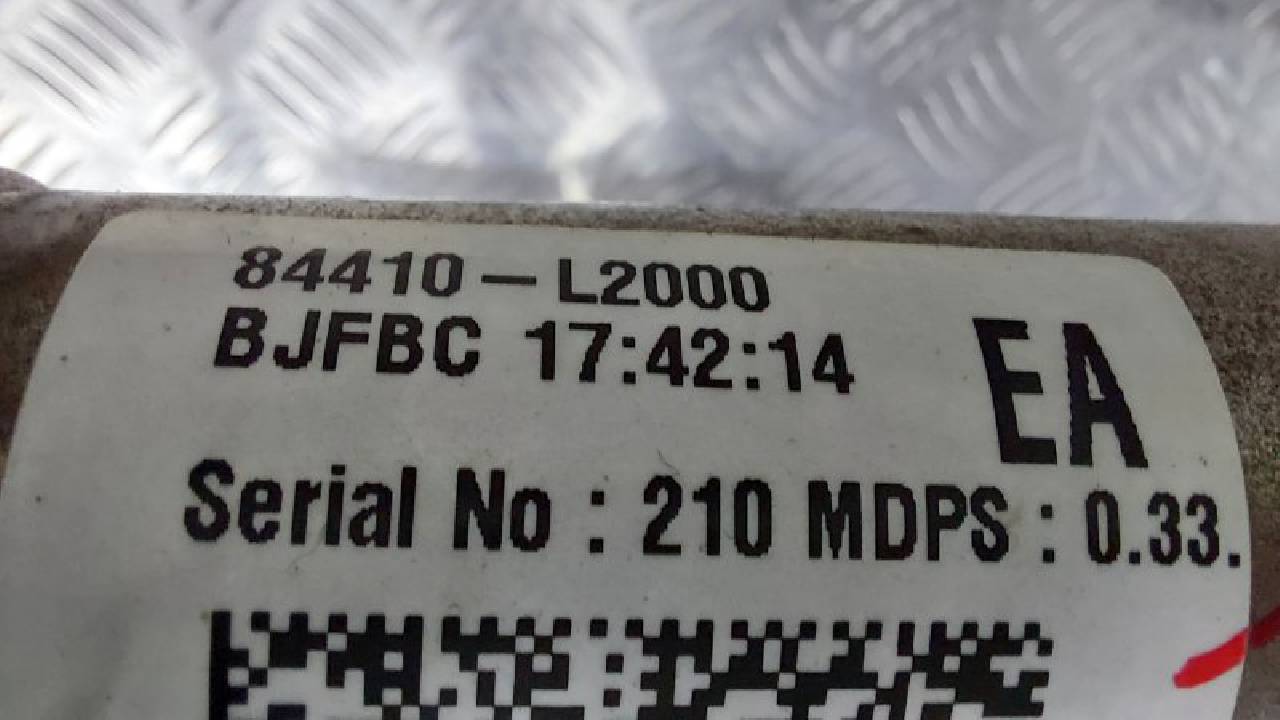 84410-L2000
BJFBC 17:42:14
EA
Serial No : 210 MDPS : 0.33.